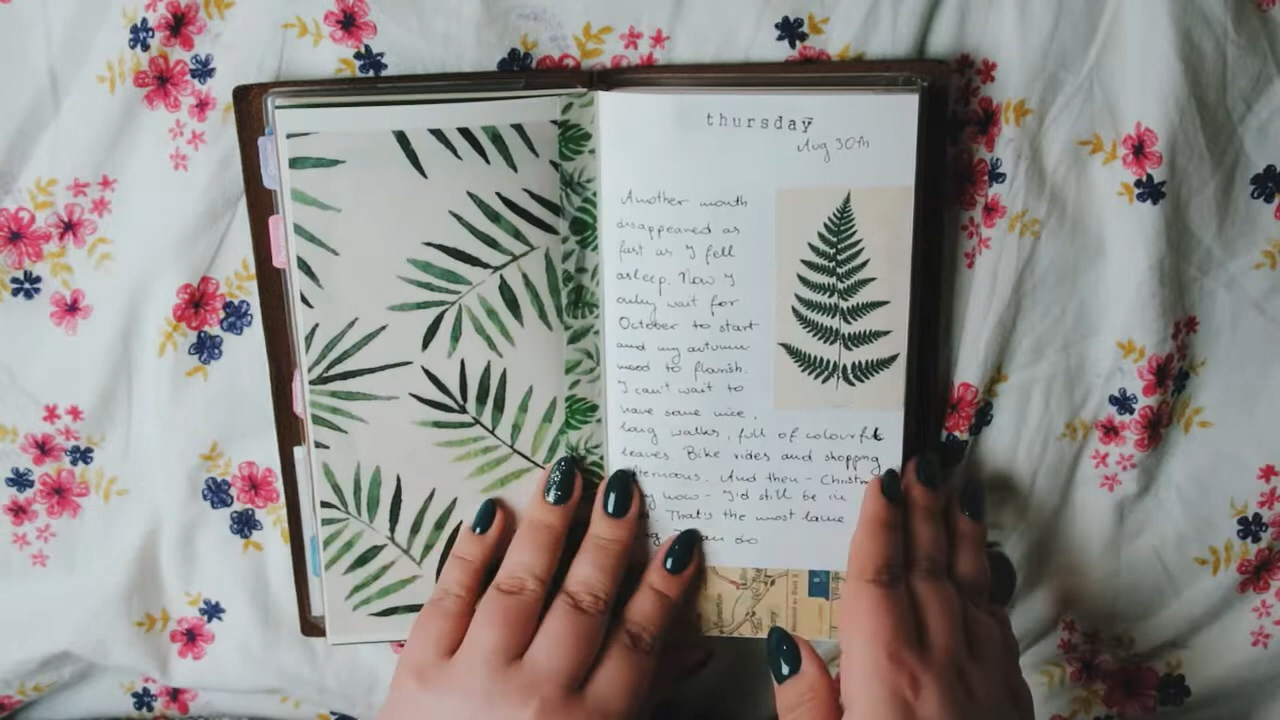 thursday
Aug 30th
Another month
disappeared as
fast as I fell
asleep. Now I
only wait for
October to start
and my autumn
mood to flourish.
I can't wait to
have some nice,
long walks, full of colourful
leaves. Bike rides and shopping
And then -
now - I'd still be in
That's the most lame
do